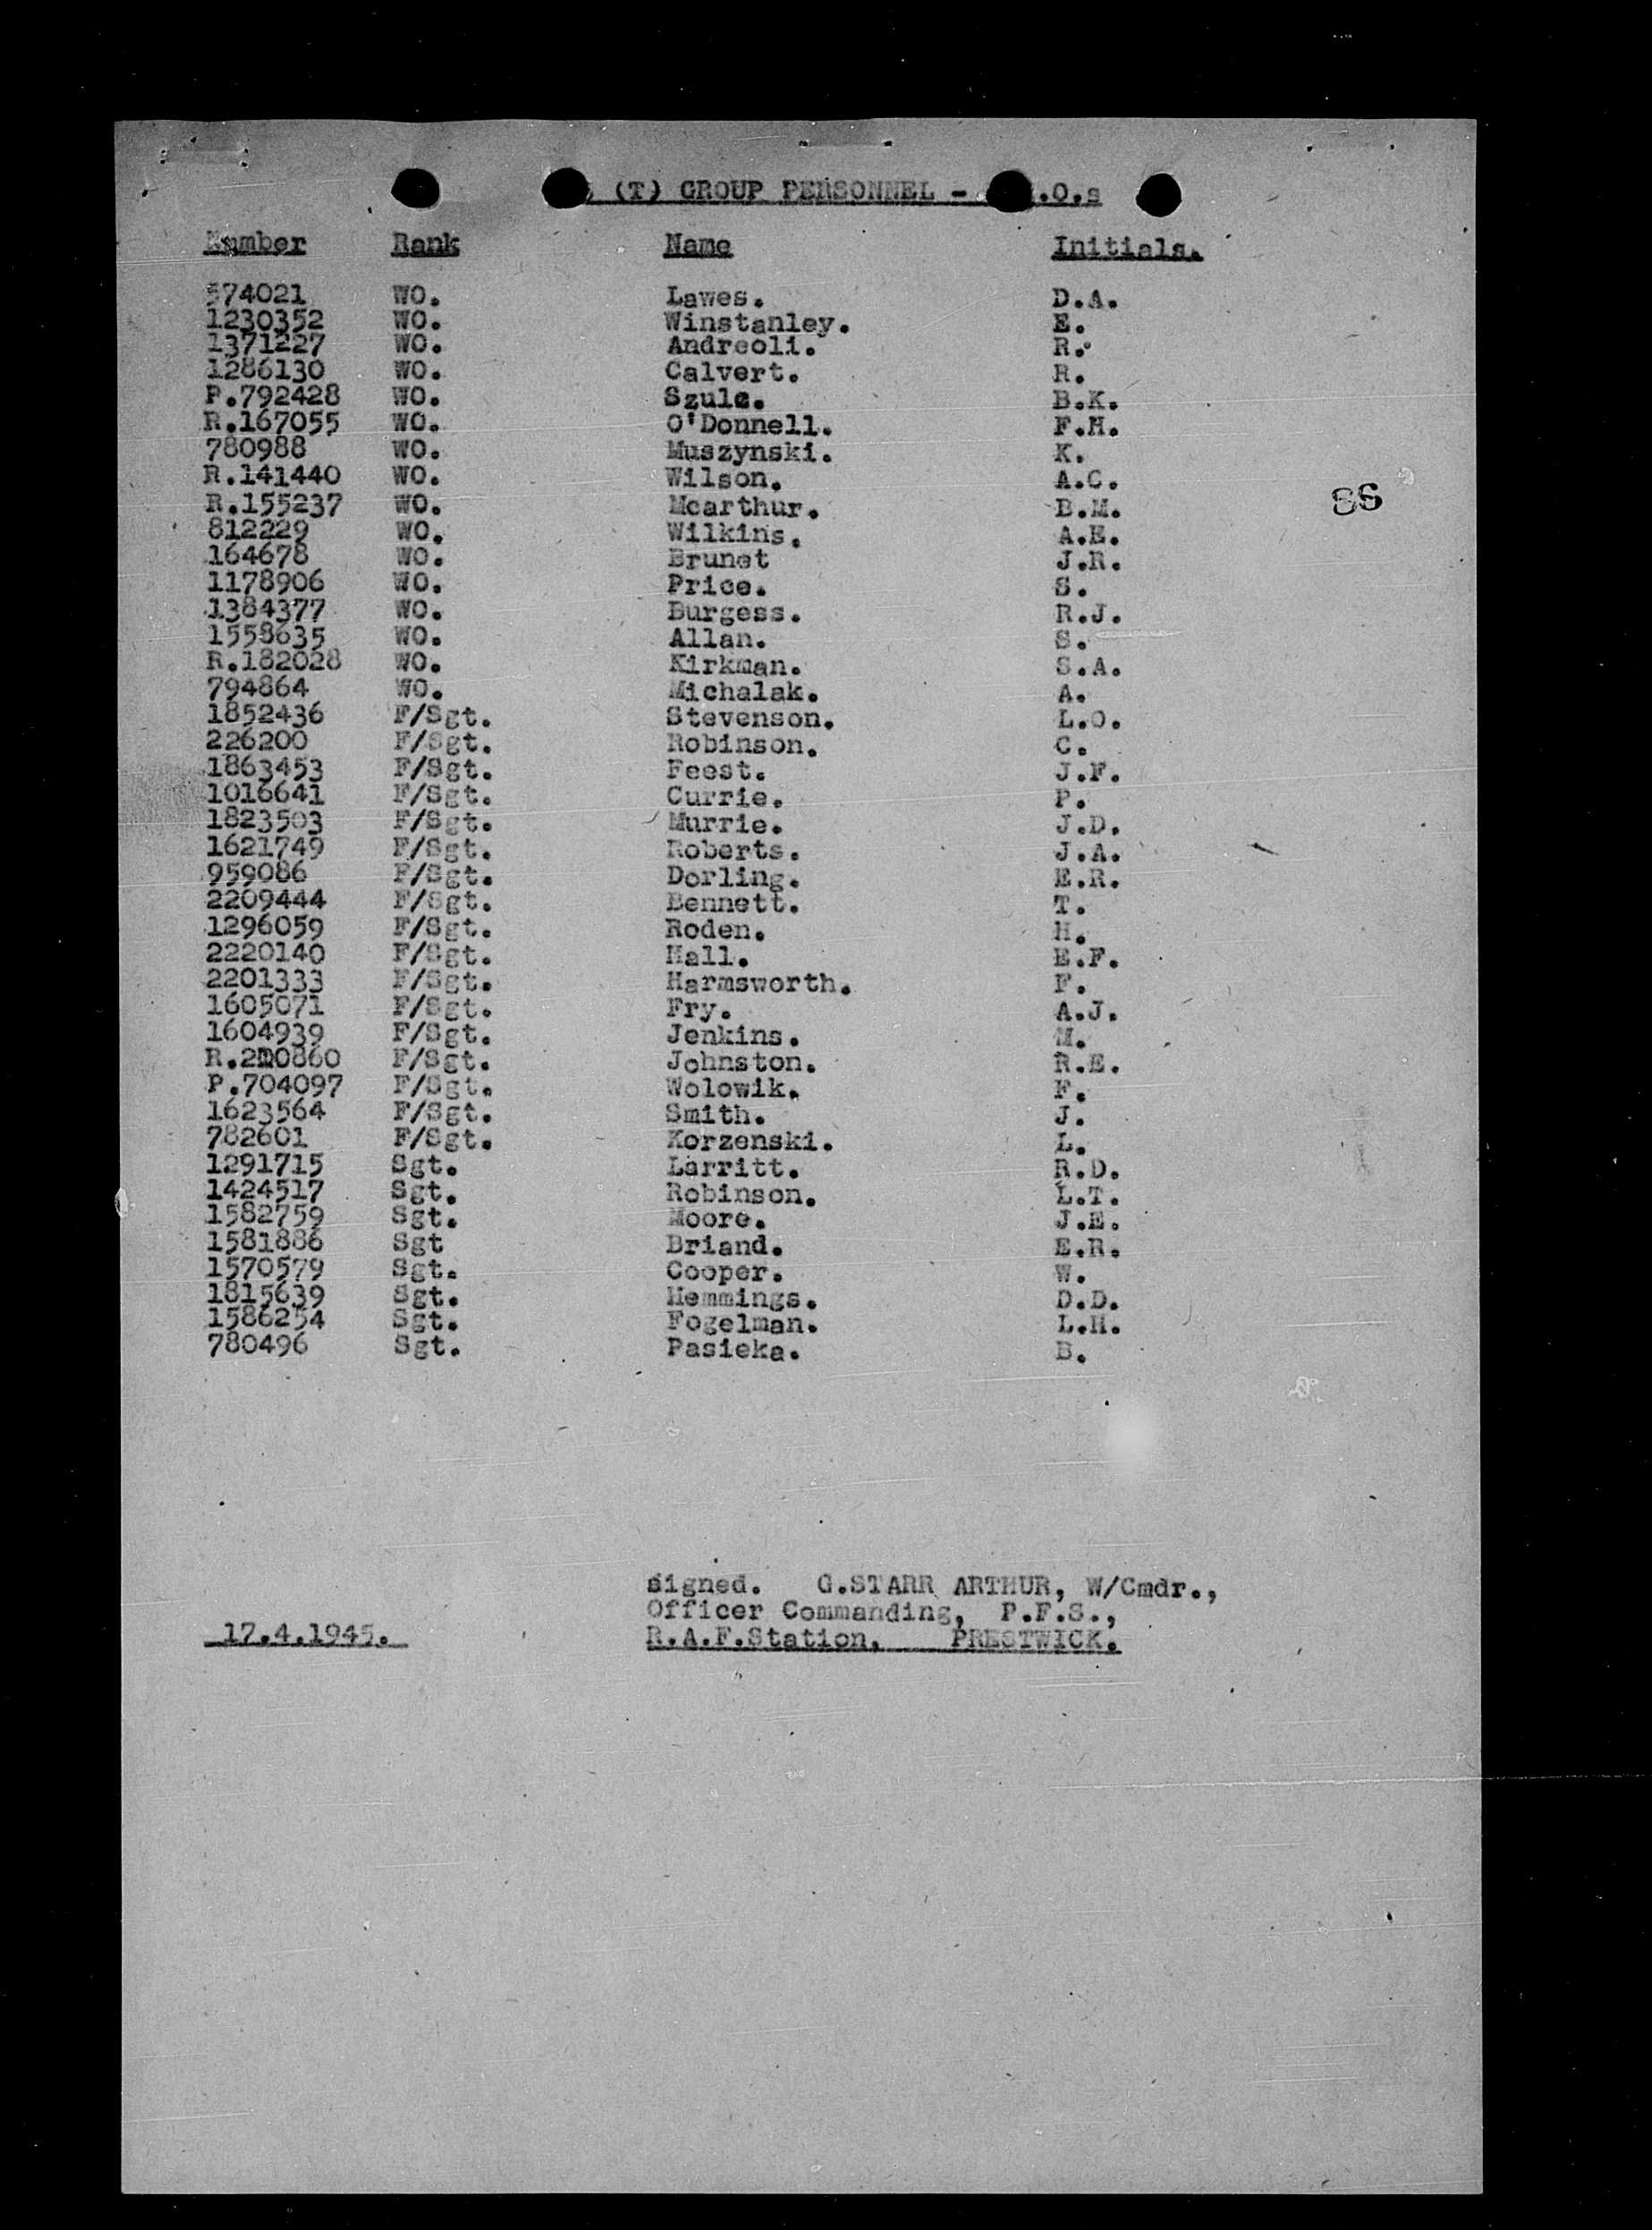 (T) GROUP PERSONNEL - .O.s
Number Rank Name Initials.
574021 WO. Lawes. D.A.
1230352 WO. Winstanley. E.
1371227 WO. Andreoli. R.
1286130 WO. Calvert. R.
P.792428 WO. Szulc. B.K.
R.167055 WO. O'Donnell. F.H.
780988 WO. Muszynski. K.
R.141440 WO. Wilson. A.C.
R.155237 WO. Mcarthur. B.M.
86
812229 WO. Wilkins. A.E.
164678 WO. Brunet J.R.
1178906 WO. Price. S.
1384377 WO. Burgess. R.J.
1558635 WO. Allan. S.
R.182028 WO. Kirkman. S.A.
794864 WO. Michalak. A.
1852436 F/Sgt. Stevenson. L.O.
226200 F/Sgt. Robinson. C.
1863453 F/Sgt. Feest. J.F.
1016641 F/Sgt. Currie. P.
1823503 F/Sgt. Murrie. J.D.
1621749 F/Sgt. Roberts. J.A.
959086 F/Sgt. Dorling. E.R.
2209444 F/Sgt. Bennett. T.
1296059 F/Sgt. Roden. H.
2220140 F/Sgt. Hall. E.F.
2201333 F/Sgt. Harmsworth. F.
1605071 F/Sgt. Fry. A.J.
1604939 F/Sgt. Jenkins. M.
F/Sgt. Johnston. R.E.
P.704097 F/Sgt. Wolowik. F.
1623564 F/Sgt. Smith. J.
782601 F/Sgt. Korzenski. L.
1291715 Sgt. Larritt. R.D.
1424517 Sgt. Robinson. L.T.
1582759 Sgt. Moore. J.E.
1581886 Sgt Briand. E.R.
1570579 Sgt. Cooper. W.
1815639 Sgt. Hemmings. D.D.
1586254 Sgt. Fogelman. L.H.
780496 Sgt. Pasieka. B.
signed. G.STARR ARTHUR, W/Cmdr.,
Officer Commanding, P.F.S.,
17.4.1945. R.A.F.Station. PRESTWICK.